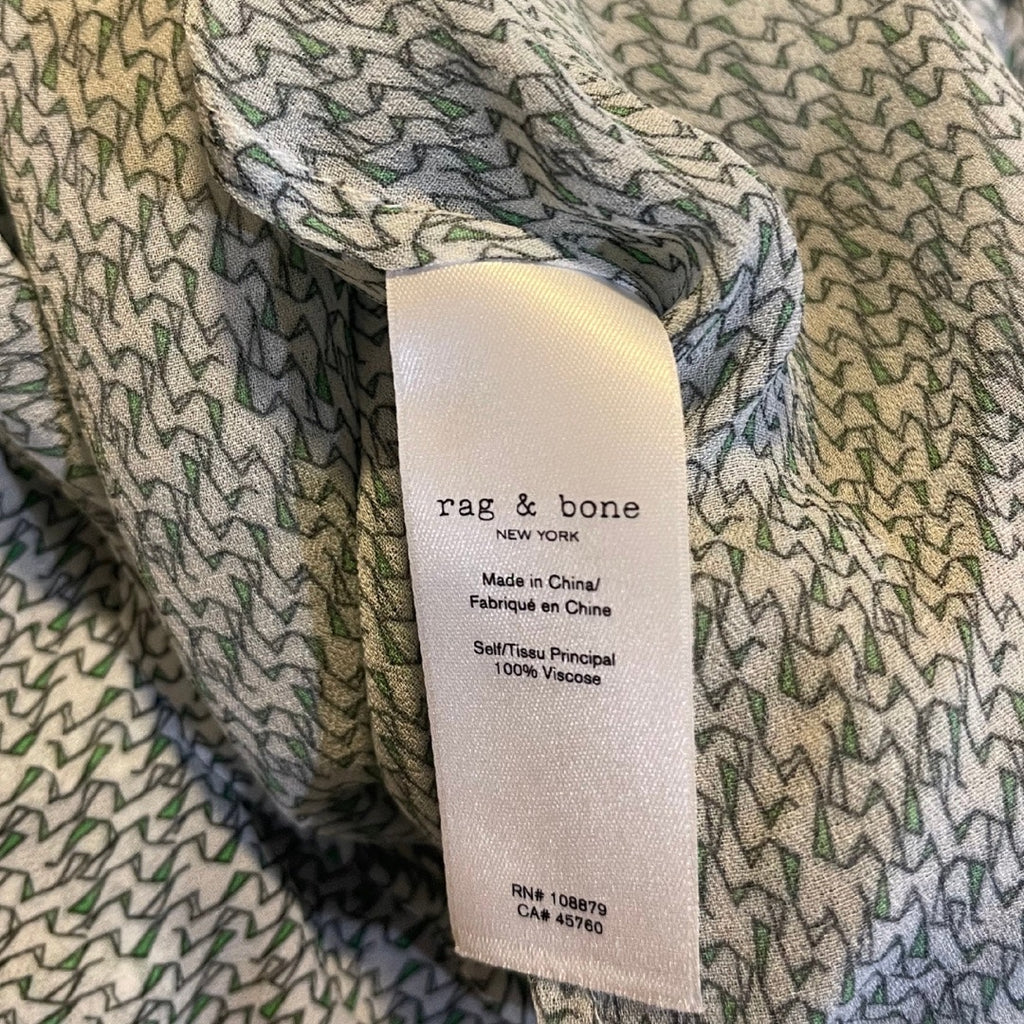 rag & bone
NEW YORK
Made in China/
Fabriqué en Chine
Self/Tissu Principal
100% Viscose
RN# 108879
CA# 45760